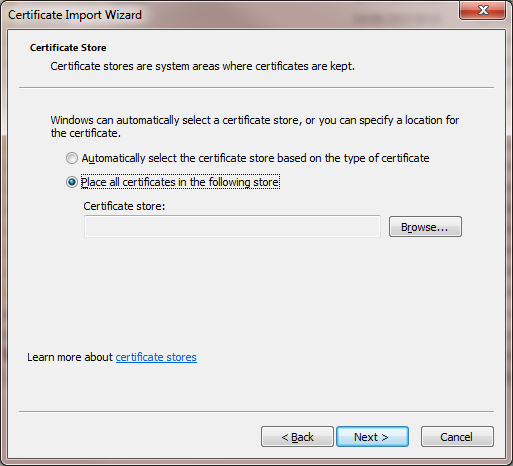 Certificate Import Wizard
Certificate Store
Certificate stores are system areas where certificates are kept.
Windows can automatically select a certificate store, or you can specify a location for
the certificate.
Automatically select the certificate store based on the type of certificate
Place all certificates in the following store
Certificate store:
Browse...
Learn more about certificate stores
< Back Next > Cancel